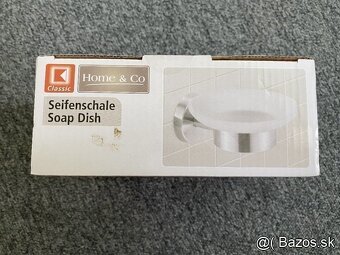 K
Classic
Home & Co
Seifenschale
Soap Dish
@( ) Bazos.sk